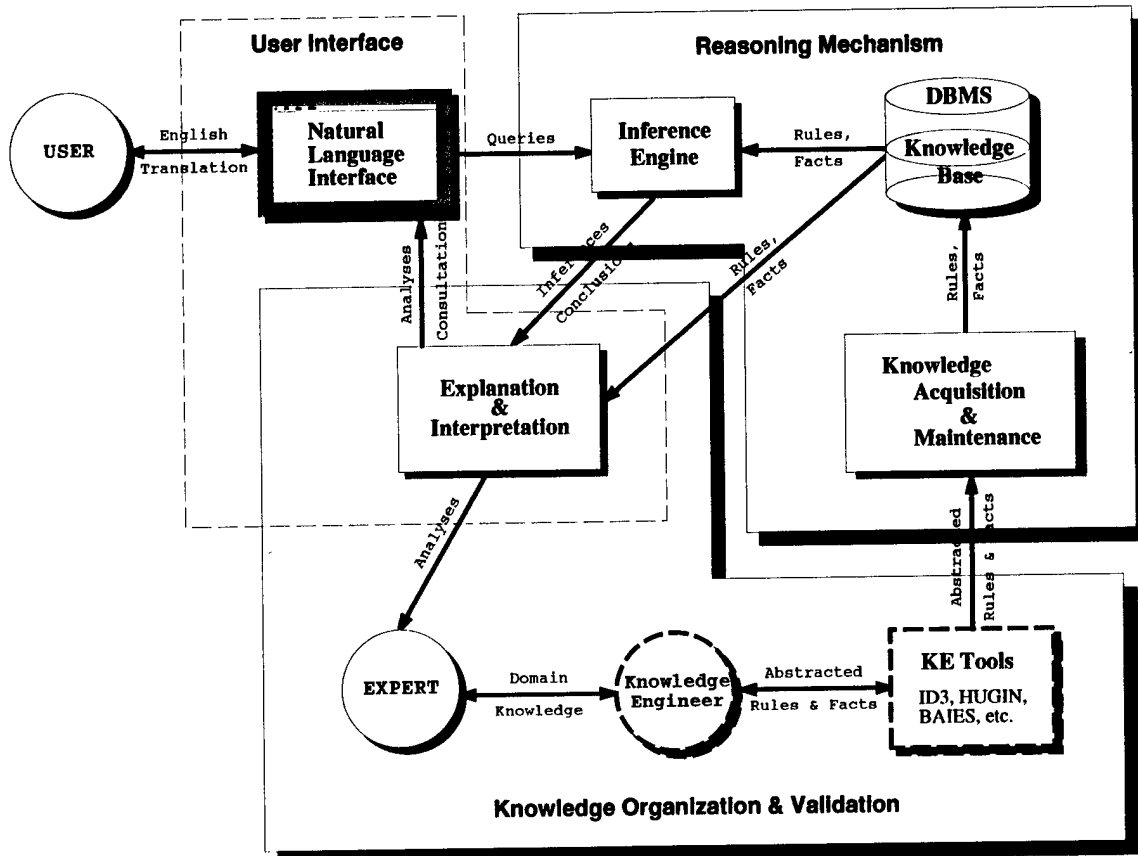 User Interface
Reasoning Mechanism
USER
English
Translation
Natural
Language
Interface
Queries
Inference
Engine
Rules,
Facts
DBMS
Knowledge
Base
Analyses
Consultation
Inferences
Conclusions
Rules,
Facts
Rules,
Facts
Explanation
&
Interpretation
Knowledge
Acquisition
&
Maintenance
Analyses
Abstracted
Rules & Facts
EXPERT
Domain
Knowledge
Knowledge
Engineer
Abstracted
Rules & Facts
KE Tools
ID3, HUGIN,
BAIES, etc.
Knowledge Organization & Validation